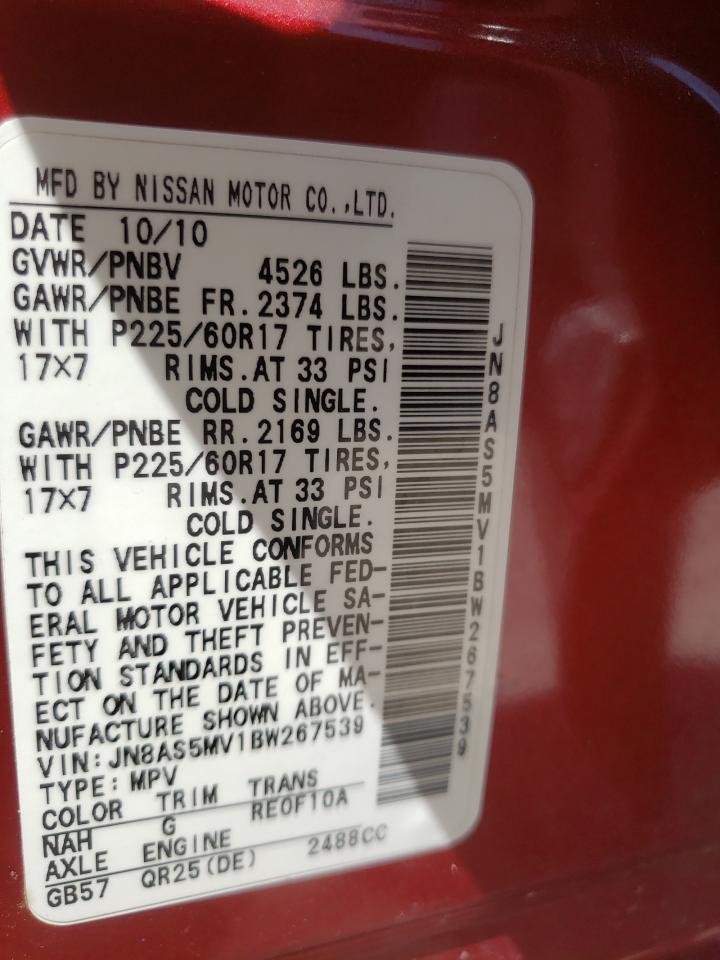 MFD BY NISSAN MOTOR CO.,LTD.
DATE 10/10
GVWR/PNBV 4526 LBS.
GAWR/PNBE FR.2374 LBS.
WITH P225/60R17 TIRES,
17×7 RIMS.AT 33 PSI
COLD SINGLE.
GAWR/PNBE RR.2169 LBS.
WITH P225/60R17 TIRES,
17×7 RIMS.AT 33 PSI
COLD SINGLE.
THIS VEHICLE CONFORMS
TO ALL APPLICABLE FED-
ERAL MOTOR VEHICLE SA-
FETY AND THEFT PREVEN-
TION STANDARDS IN EFF-
ECT ON THE DATE OF MA-
NUFACTURE SHOWN ABOVE.
VIN:JN8AS5MV1BW267539
TYPE:MPV
COLOR TRIM TRANS
NAH G RE0F10A
AXLE ENGINE
GB57 QR25(DE) 2488CC
JN8AS5MV1BW267539